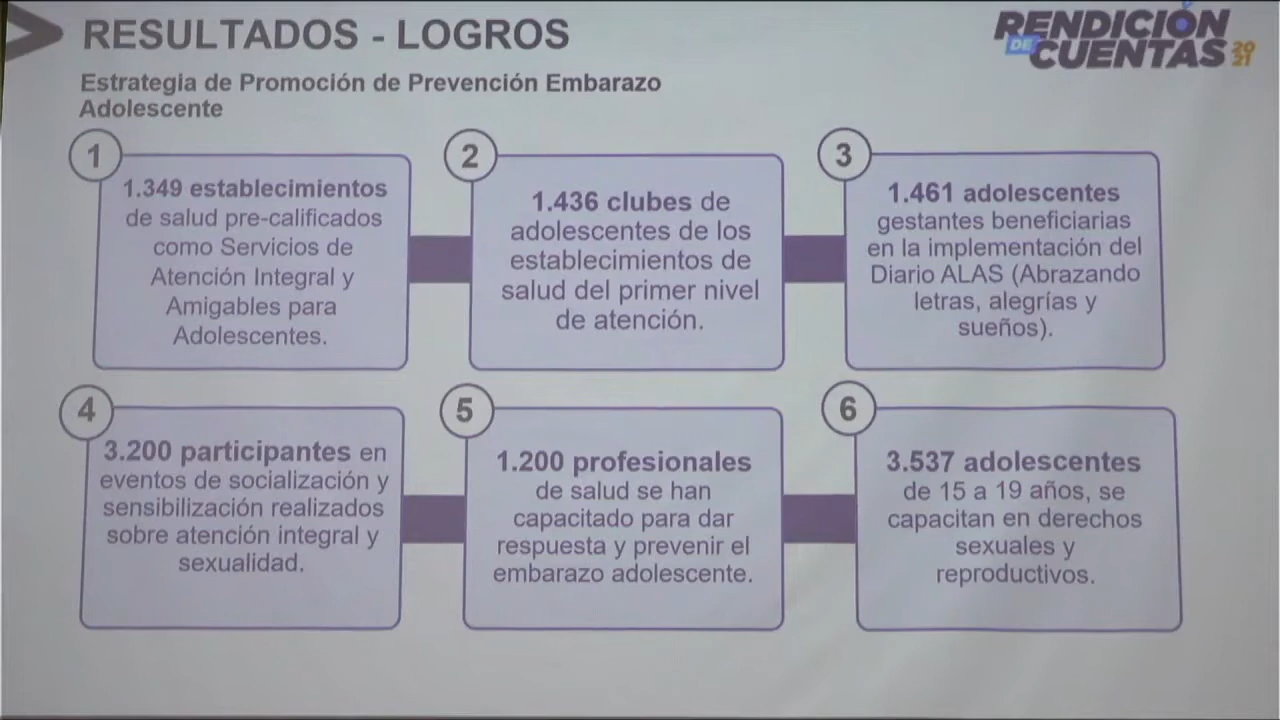 RESULTADOS - LOGROS
RENDICIÓN
DE CUENTAS 2021
Estrategia de Promoción de Prevención Embarazo
Adolescente
1
1.349 establecimientos
de salud pre-calificados
como Servicios de
Atención Integral y
Amigables para
Adolescentes.
2
1.436 clubes de
adolescentes de los
establecimientos de
salud del primer nivel
de atención.
3
1.461 adolescentes
gestantes beneficiarias
en la implementación del
Diario ALAS (Abrazando
letras, alegrías y
sueños).
4
3.200 participantes en
eventos de socialización y
sensibilización realizados
sobre atención integral y
sexualidad.
5
1.200 profesionales
de salud se han
capacitado para dar
respuesta y prevenir el
embarazo adolescente.
6
3.537 adolescentes
de 15 a 19 años, se
capacitan en derechos
sexuales y
reproductivos.